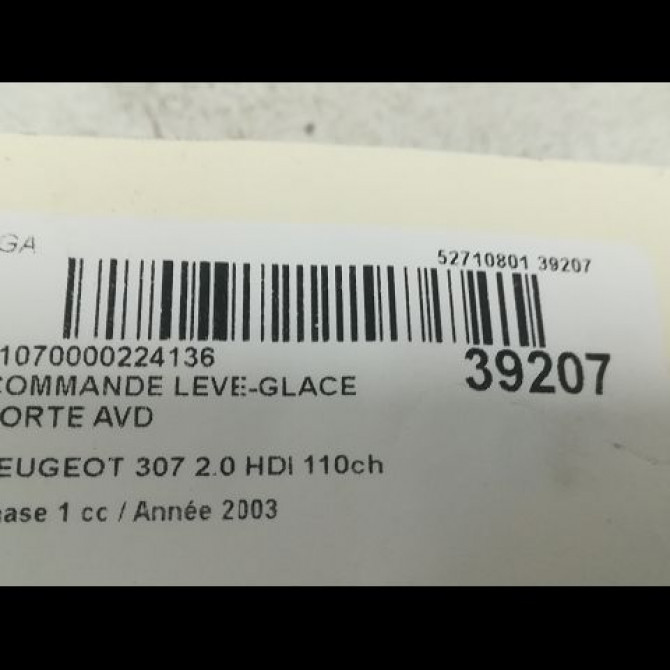 GA
52710801 39207
1070000224136
39207
COMMANDE LEVE-GLACE
ORTE AVD
EUGEOT 307 2.0 HDI 110ch
ase 1 cc / Année 2003